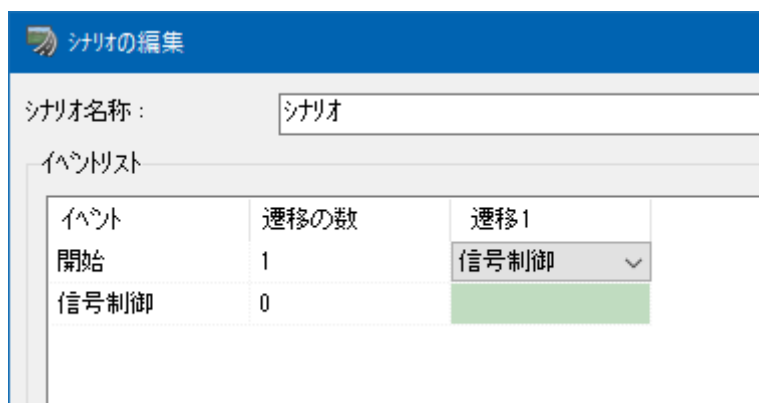 シナリオの編集
シナリオ名称：
シナリオ
イベントリスト
イベント 遷移の数 遷移1
開始 1 信号制御
信号制御 0